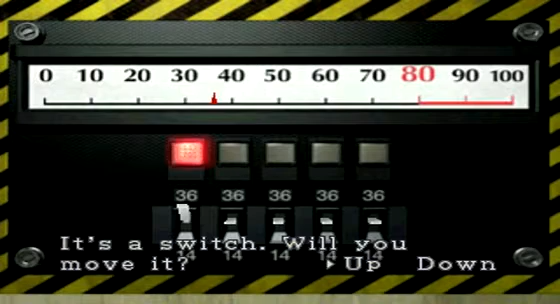 0 10 20 30 40 50 60 70 80 90 100
36 36 36 36 36
14 14 14 14 14
It's a switch. Will you
move it? Up Down